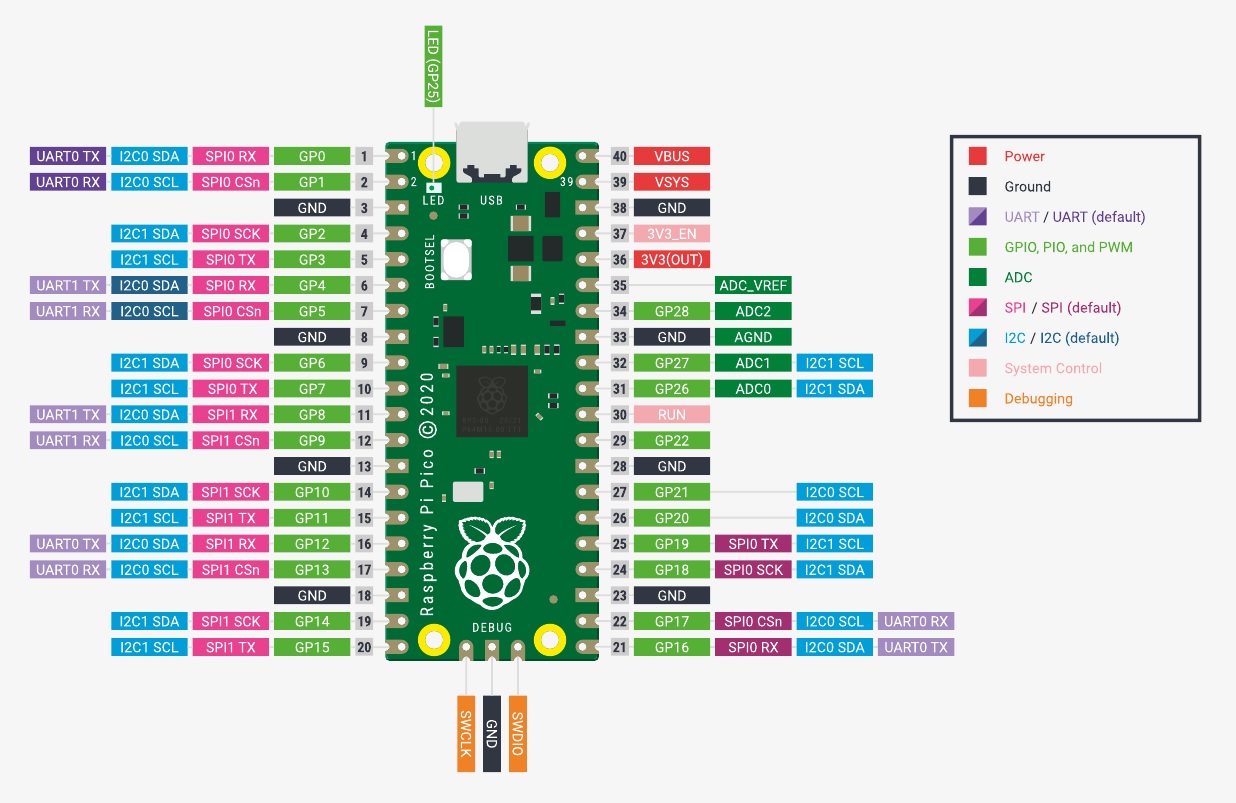 LED (GP25)
UART0 TX I2C0 SDA SPI0 RX GP0 1 1 40 VBUS
UART0 RX I2C0 SCL SPI0 CSn GP1 2 2 39 39 VSYS
LED USB
GND 3 38 GND
I2C1 SDA SPI0 SCK GP2 4 37 3V3_EN
I2C1 SCL SPI0 TX GP3 5 36 3V3(OUT)
BOOTSEL
UART1 TX I2C0 SDA SPI0 RX GP4 6 35 ADC_VREF
UART1 RX I2C0 SCL SPI0 CSn GP5 7 34 GP28 ADC2
GND 8 33 GND AGND
I2C1 SDA SPI0 SCK GP6 9 32 GP27 ADC1 I2C1 SCL
I2C1 SCL SPI0 TX GP7 10 31 GP26 ADC0 I2C1 SDA
UART1 TX I2C0 SDA SPI1 RX GP8 11 30 RUN
UART1 RX I2C0 SCL SPI1 CSn GP9 12 29 GP22
GND 13 28 GND
I2C1 SDA SPI1 SCK GP10 14 27 GP21 I2C0 SCL
I2C1 SCL SPI1 TX GP11 15 26 GP20 I2C0 SDA
UART0 TX I2C0 SDA SPI1 RX GP12 16 25 GP19 SPI0 TX I2C1 SCL
UART0 RX I2C0 SCL SPI1 CSn GP13 17 24 GP18 SPI0 SCK I2C1 SDA
GND 18 23 GND
I2C1 SDA SPI1 SCK GP14 19 22 GP17 SPI0 CSn I2C0 SCL UART0 RX
I2C1 SCL SPI1 TX GP15 20 21 GP16 SPI0 RX I2C0 SDA UART0 TX
Raspberry Pi Pico ©2020
DEBUG
SWCLK
GND
SWDIO
Power
Ground
UART / UART (default)
GPIO, PIO, and PWM
ADC
SPI / SPI (default)
I2C / I2C (default)
System Control
Debugging